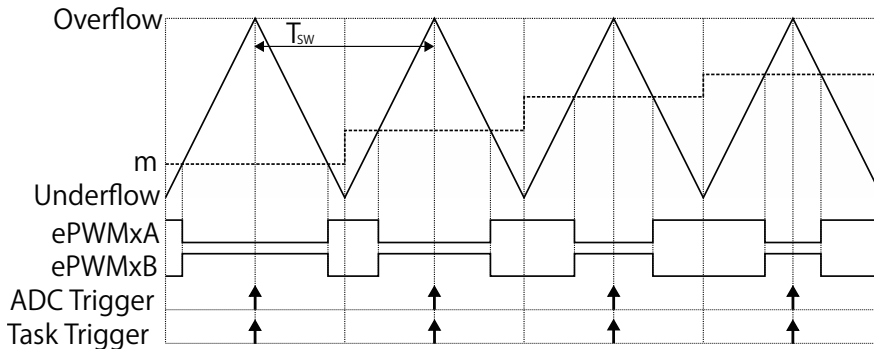 Overflow
Tsw
m
Underflow
ePWMxA
ePWMxB
ADC Trigger
Task Trigger